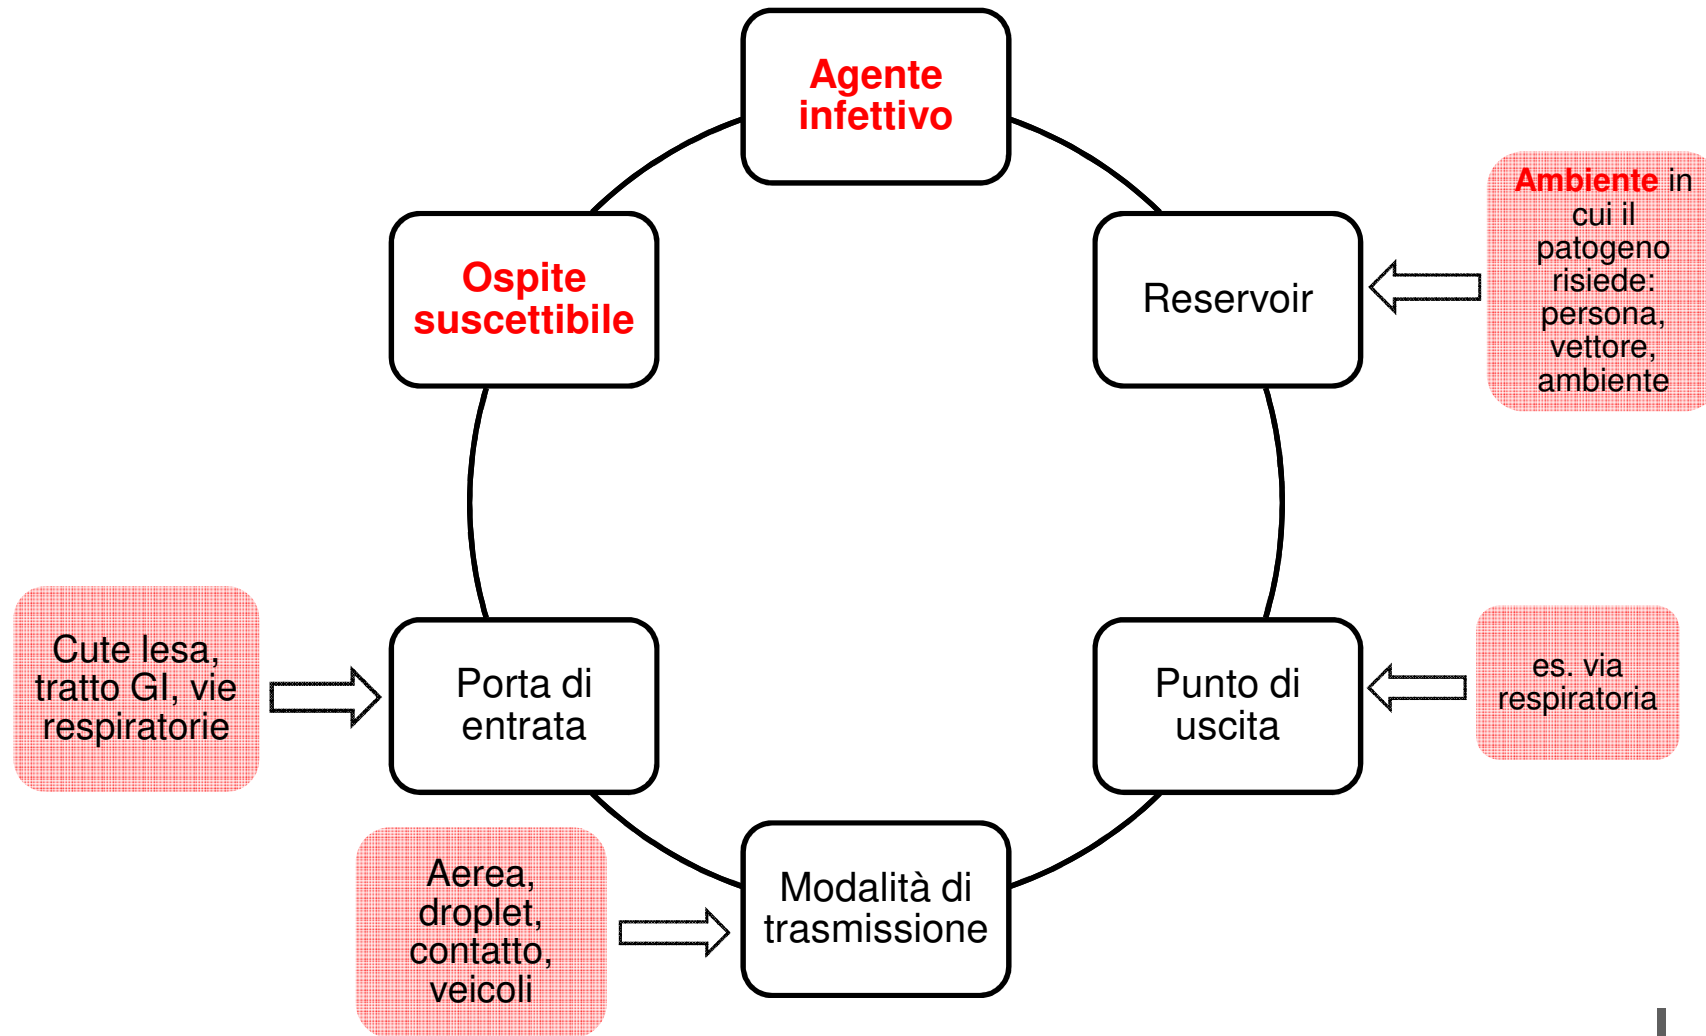 Agente
infettivo
Ambiente in
cui il
patogeno
risiede:
persona,
vettore,
ambiente
Reservoir
Ospite
suscettibile
Cute lesa,
tratto GI, vie
respiratorie
Porta di
entrata
Punto di
uscita
es. via
respiratoria
Aerea,
droplet,
contatto,
veicoli
Modalità di
trasmissione